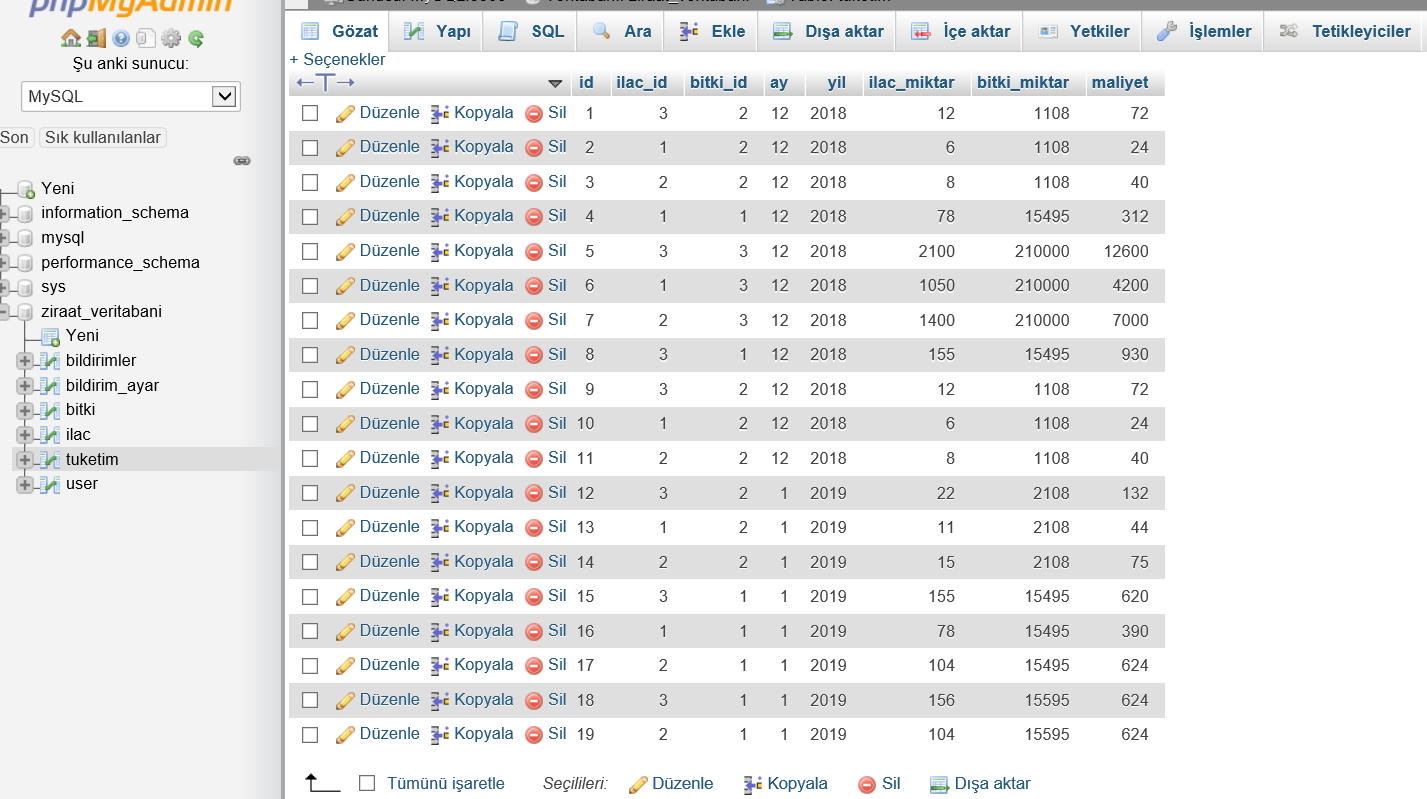 phpMyAdmin
Şu anki sunucu:
MySQL
Son Sık kullanılanlar
Yeni
information_schema
mysql
performance_schema
sys
ziraat_veritabani
Yeni
bildirimler
bildirim_ayar
bitki
ilac
tuketim
user
Gözat Yapı SQL Ara Ekle Dışa aktar İçe aktar Yetkiler İşlemler Tetikleyiciler
+ Seçenekler
←T→ id ilac_id bitki_id ay yil ilac_miktar bitki_miktar maliyet
Düzenle Kopyala Sil 1 3 2 12 2018 12 1108 72
Düzenle Kopyala Sil 2 1 2 12 2018 6 1108 24
Düzenle Kopyala Sil 3 2 2 12 2018 8 1108 40
Düzenle Kopyala Sil 4 1 1 12 2018 78 15495 312
Düzenle Kopyala Sil 5 3 3 12 2018 2100 210000 12600
Düzenle Kopyala Sil 6 1 3 12 2018 1050 210000 4200
Düzenle Kopyala Sil 7 2 3 12 2018 1400 210000 7000
Düzenle Kopyala Sil 8 3 1 12 2018 155 15495 930
Düzenle Kopyala Sil 9 3 2 12 2018 12 1108 72
Düzenle Kopyala Sil 10 1 2 12 2018 6 1108 24
Düzenle Kopyala Sil 11 2 2 12 2018 8 1108 40
Düzenle Kopyala Sil 12 3 2 1 2019 22 2108 132
Düzenle Kopyala Sil 13 1 2 1 2019 11 2108 44
Düzenle Kopyala Sil 14 2 2 1 2019 15 2108 75
Düzenle Kopyala Sil 15 3 1 1 2019 155 15495 620
Düzenle Kopyala Sil 16 1 1 1 2019 78 15495 390
Düzenle Kopyala Sil 17 2 1 1 2019 104 15495 624
Düzenle Kopyala Sil 18 3 1 1 2019 156 15595 624
Düzenle Kopyala Sil 19 2 1 1 2019 104 15595 624
Tümünü işaretle Seçilileri: Düzenle Kopyala Sil Dışa aktar